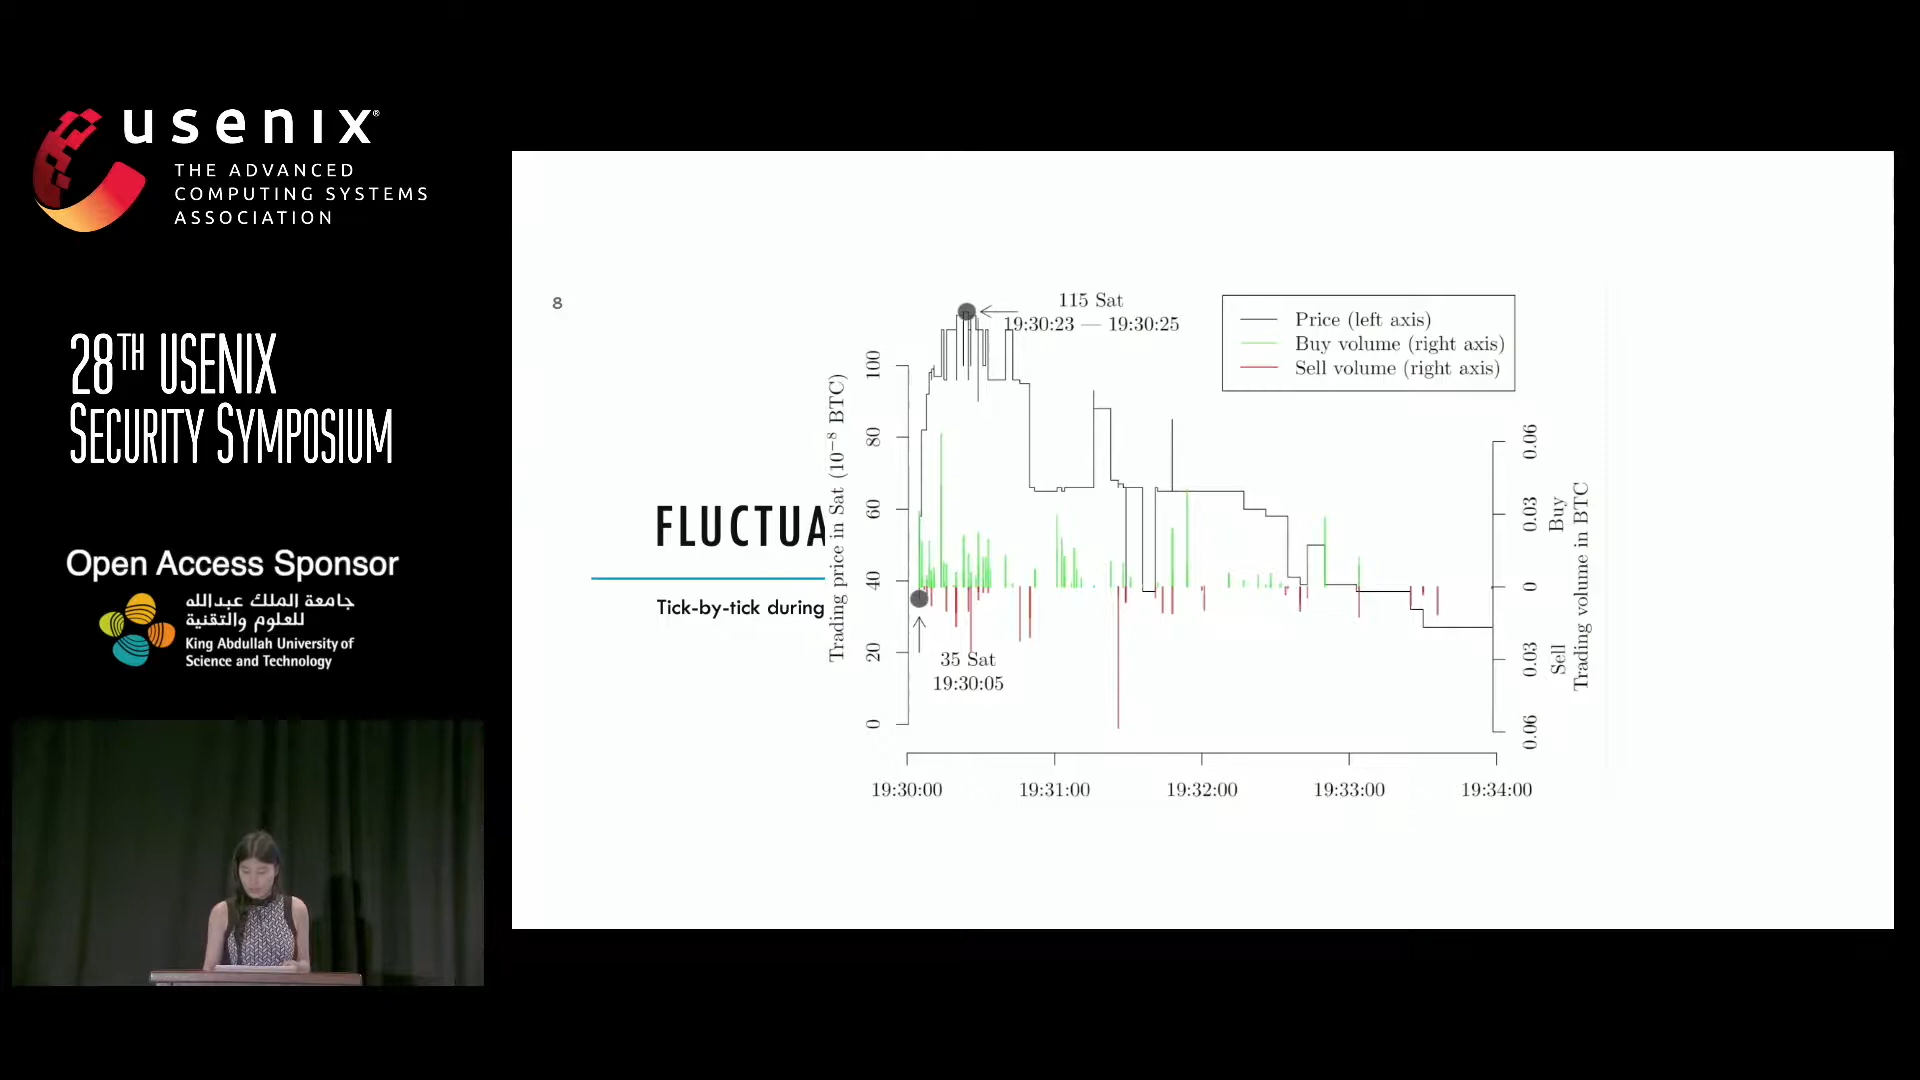 usenix®
THE ADVANCED
COMPUTING SYSTEMS
ASSOCIATION
28TH USENIX
SECURITY SYMPOSIUM
Open Access Sponsor
جامعة الملك عبدالله
للعلوم والتقنية
King Abdullah University of
Science and Technology
8
FLUCTUA
Tick-by-tick during
115 Sat
19:30:23 — 19:30:25
Price (left axis)
Buy volume (right axis)
Sell volume (right axis)
Trading price in Sat (10⁻⁸ BTC)
100
80
60
40
20
0
35 Sat
19:30:05
0.06
0.03
0
0.03
0.06
Buy
Sell
Trading volume in BTC
19:30:00 19:31:00 19:32:00 19:33:00 19:34:00